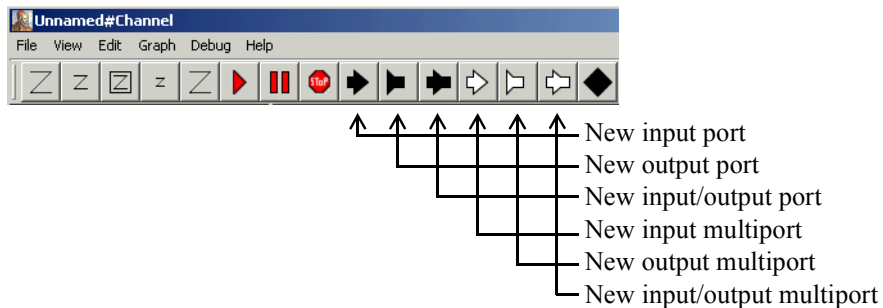 Unnamed#Channel
File View Edit Graph Debug Help
Z Z Z Z Z STOP
New input port
New output port
New input/output port
New input multiport
New output multiport
New input/output multiport